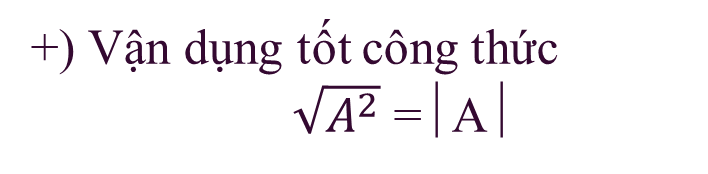 +) Vận dụng tốt công thức
√A² = | A |